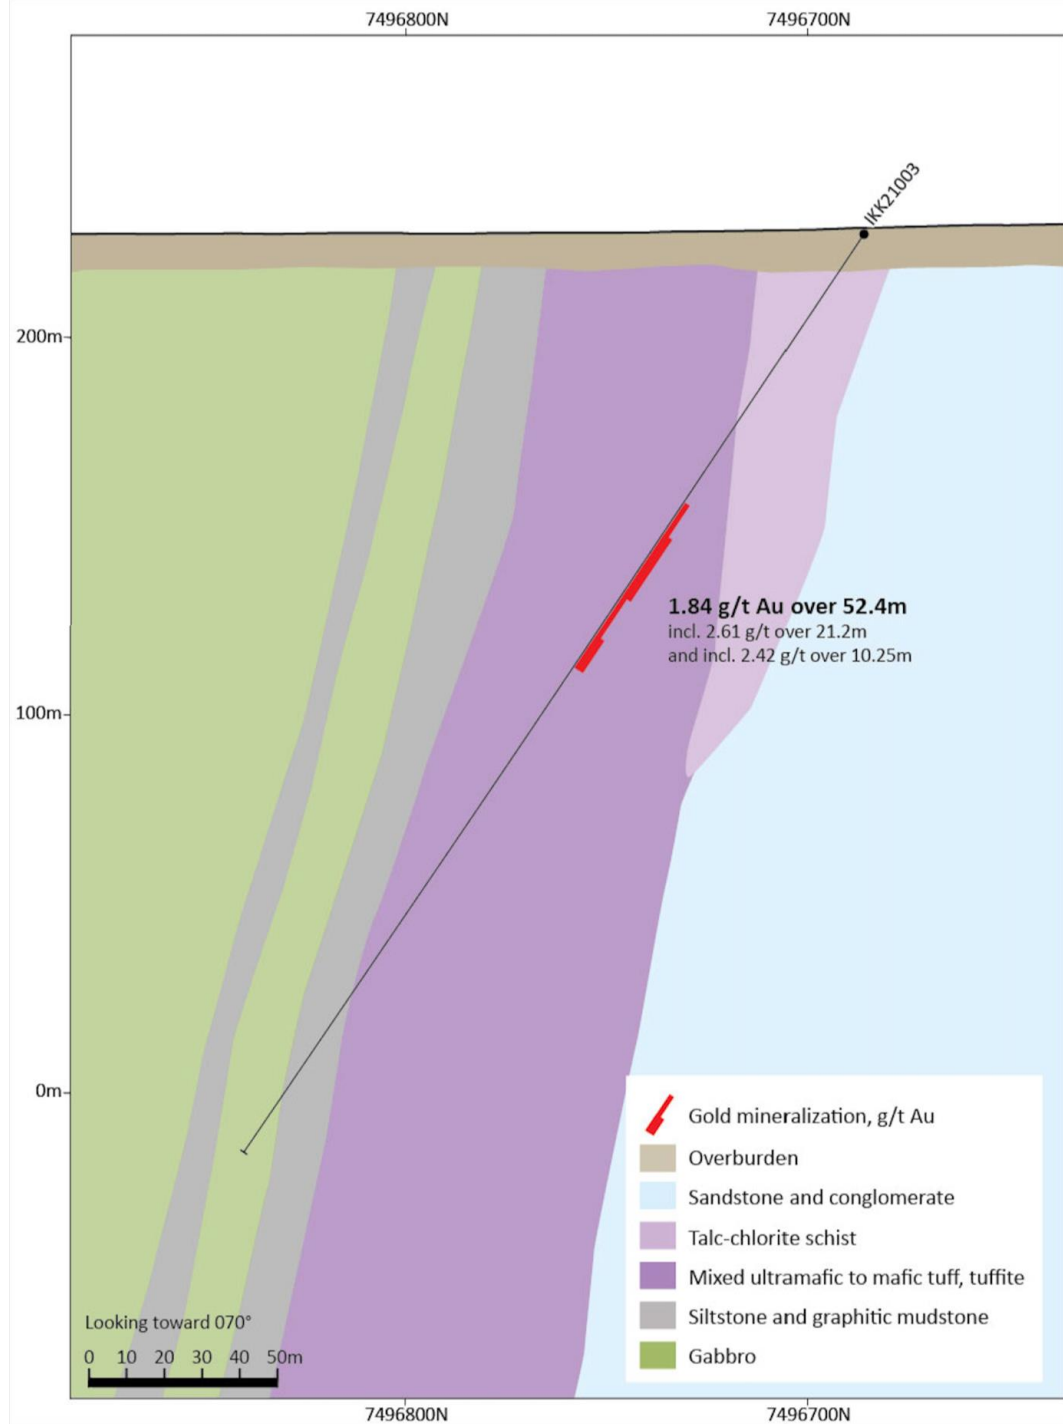 7496800N 7496700N
IKK21003
200m
1.84 g/t Au over 52.4m
incl. 2.61 g/t over 21.2m
and incl. 2.42 g/t over 10.25m
100m
0m
Gold mineralization, g/t Au
Overburden
Sandstone and conglomerate
Talc-chlorite schist
Mixed ultramafic to mafic tuff, tuffite
Siltstone and graphitic mudstone
Gabbro
Looking toward 070°
0 10 20 30 40 50m
7496800N 7496700N